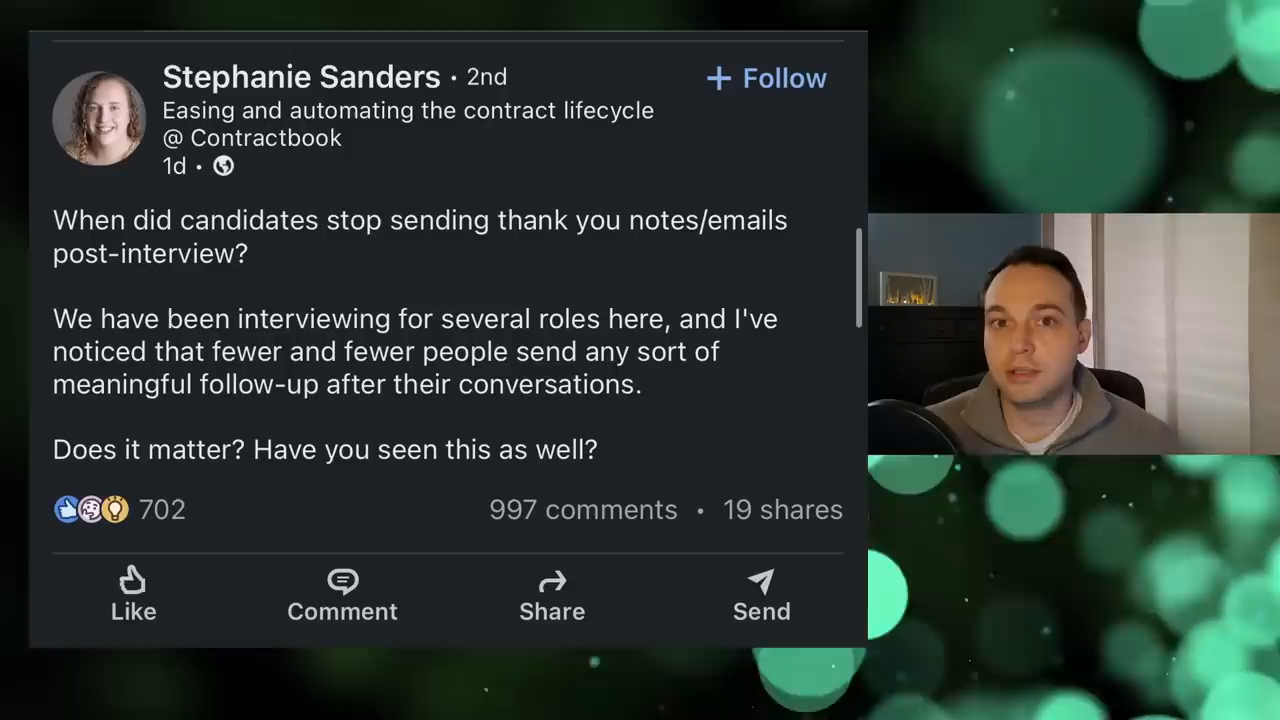 Stephanie Sanders • 2nd
+ Follow
Easing and automating the contract lifecycle
@ Contractbook
1d •
When did candidates stop sending thank you notes/emails
post-interview?
We have been interviewing for several roles here, and I've
noticed that fewer and fewer people send any sort of
meaningful follow-up after their conversations.
Does it matter? Have you seen this as well?
702
997 comments • 19 shares
Like
Comment
Share
Send